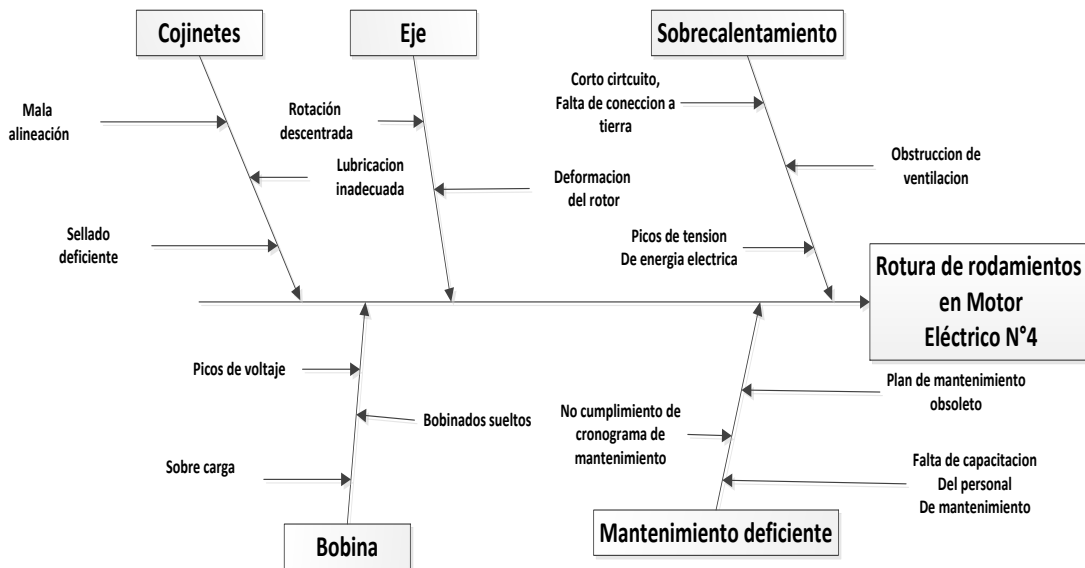 Cojinetes
Eje
Sobrecalentamiento
Mala
alineación
Lubricacion
inadecuada
Sellado
deficiente
Rotación
descentrada
Deformacion
del rotor
Corto cirtcuito,
Falta de coneccion a
tierra
Obstruccion de
ventilacion
Picos de tension
De energia electrica
Rotura de rodamientos
en Motor
Eléctrico N°4
Picos de voltaje
Bobinados sueltos
Sobre carga
Plan de mantenimiento
obsoleto
No cumplimiento de
cronograma de
mantenimiento
Falta de capacitacion
Del personal
De mantenimiento
Bobina
Mantenimiento deficiente